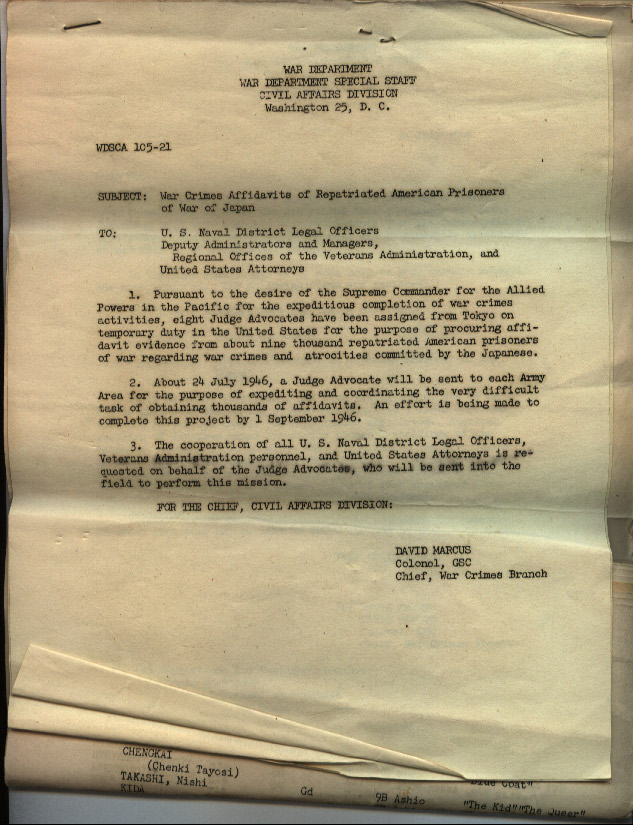 WAR DEPARTMENT
WAR DEPARTMENT SPECIAL STAFF
CIVIL AFFAIRS DIVISION
Washington 25, D. C.
WDSCA 105-21
SUBJECT: War Crimes Affidavits of Repatriated American Prisoners
of War of Japan
TO: U. S. Naval District Legal Officers
Deputy Administrators and Managers,
Regional Offices of the Veterans Administration, and
United States Attorneys
1. Pursuant to the desire of the Supreme Commander for the Allied
Powers in the Pacific for the expeditious completion of war crimes
activities, eight Judge Advocates have been assigned from Tokyo on
temporary duty in the United States for the purpose of procuring affi-
davit evidence from about nine thousand repatriated American prisoners
of war regarding war crimes and atrocities committed by the Japanese.
2. About 24 July 1946, a Judge Advocate will be sent to each Army
Area for the purpose of expediting and coordinating the very difficult
task of obtaining thousands of affidavits. An effort is being made to
complete this project by 1 September 1946.
3. The cooperation of all U. S. Naval District Legal Officers,
Veterans Administration personnel, and United States Attorneys is re-
quested on behalf of the Judge Advocates, who will be sent into the
field to perform this mission.
FOR THE CHIEF, CIVIL AFFAIRS DIVISION:
DAVID MARCUS
Colonel, GSC
Chief, War Crimes Branch
CHENGKAI
(Chenki Tayosi)
TAKASHI, Nishi
KIDA
Gd 9B Ashio "The Kid" "The Juser"
Coat"